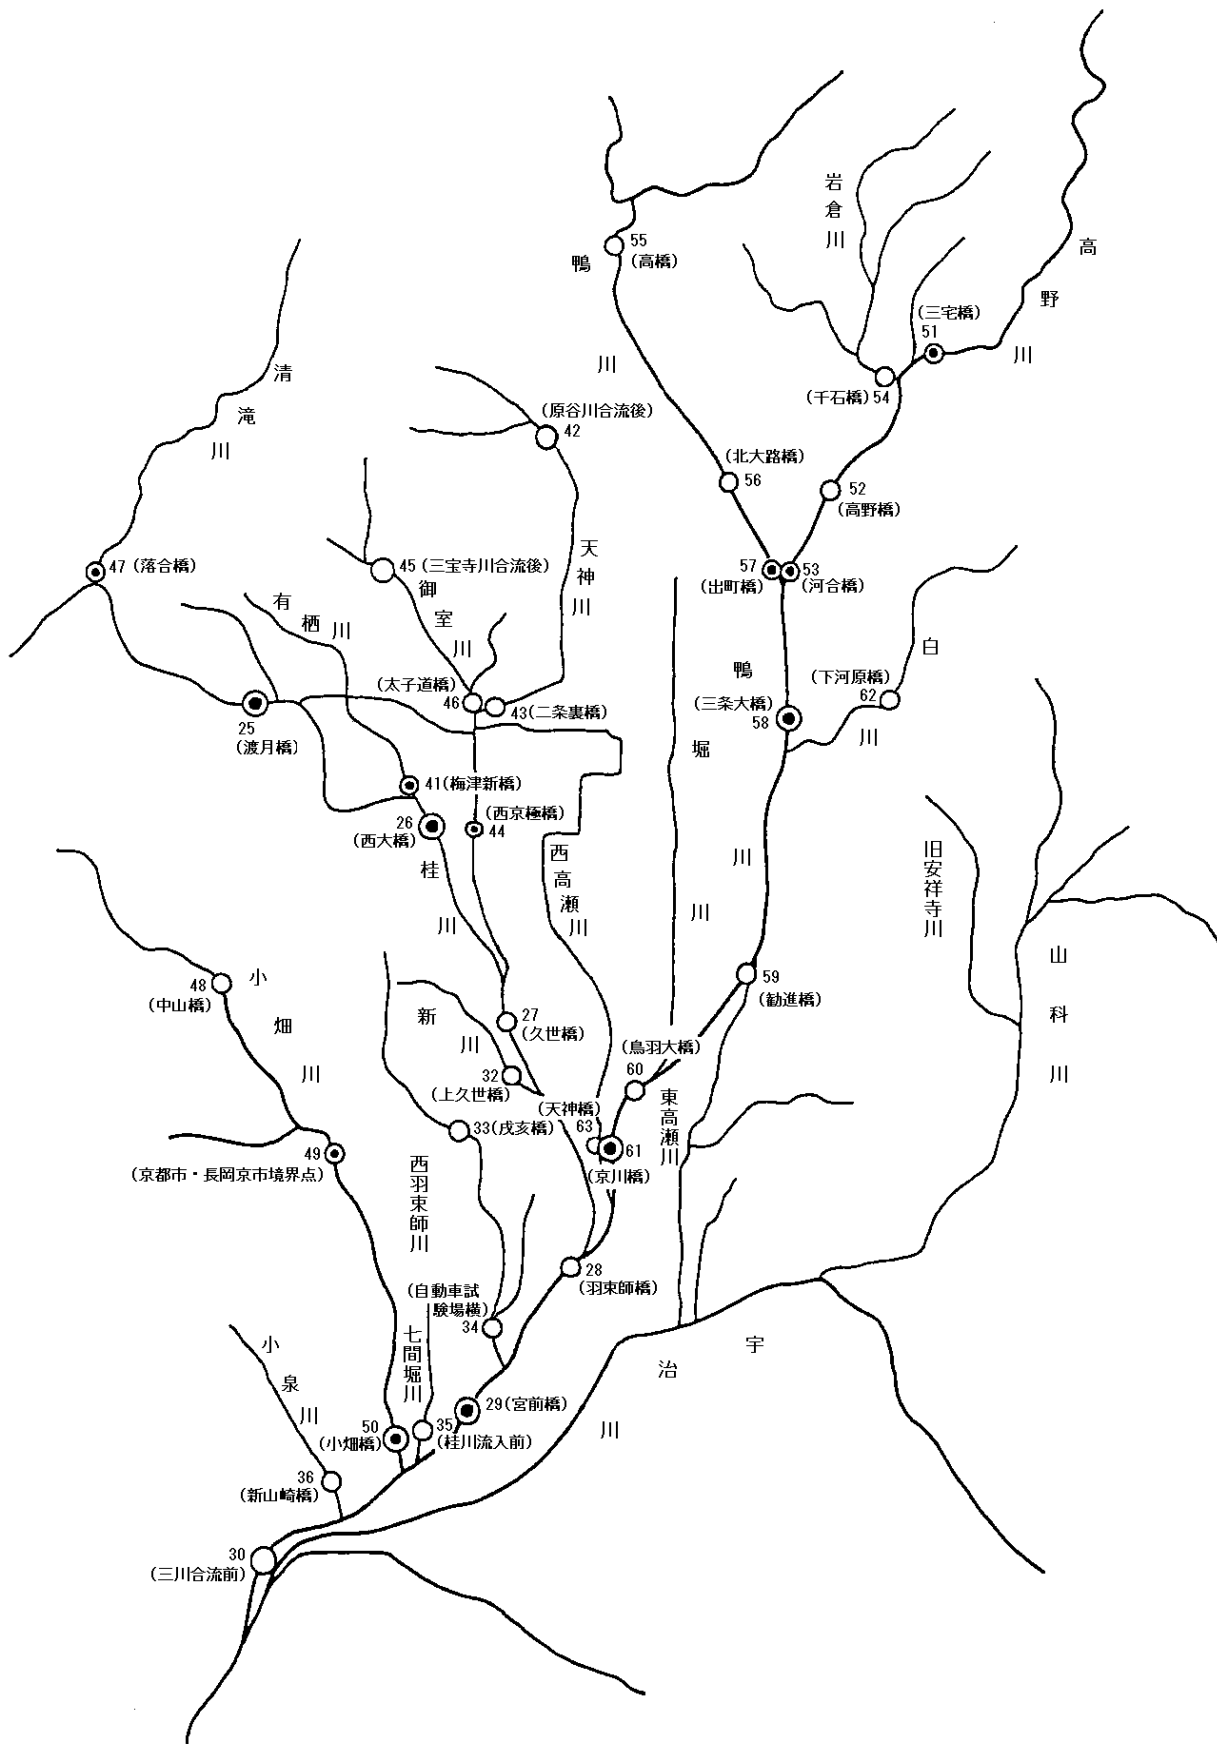 岩倉川
高野川
55
(高橋)
鴨川
(三宅橋)
51
(千石橋) 54
清滝川
(原谷川合流後)
42
(北大路橋)
56
52
(高野橋)
47 (落合橋)
45 (三宝寺川合流後)
天神川
57
(出町橋)
53
(河合橋)
有栖川
御室川
白川
(下河原橋)
62
鴨川
(太子道橋)
46
43(二条裏橋)
(三条大橋)
58
25
(渡月橋)
堀川
41(梅津新橋)
26
(西大橋)
(西京極橋)
44
西高瀬川
桂川
旧安祥寺川
山科川
小畑川
48
(中山橋)
59
(勧進橋)
新川
27
(久世橋)
(鳥羽大橋)
60
32
(上久世橋)
(天神橋)
63
東高瀬川
33(戌亥橋)
61
(京川橋)
49
(京都市・長岡京市境界点)
西羽束師川
28
(羽束師橋)
(自動車試
験場横)
34
七間堀川
小泉川
宇治川
29(宮前橋)
50
(小畑橋)
35
(桂川流入前)
36
(新山崎橋)
30
(三川合流前)